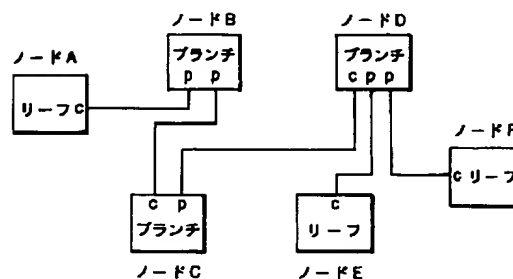 ノードB
ノードD
ノードA
ブランチ
p p
ブランチ
c p p
リーフc
ノードF
c リーフ
c p
ブランチ
c
リーフ
ノードC
ノードE